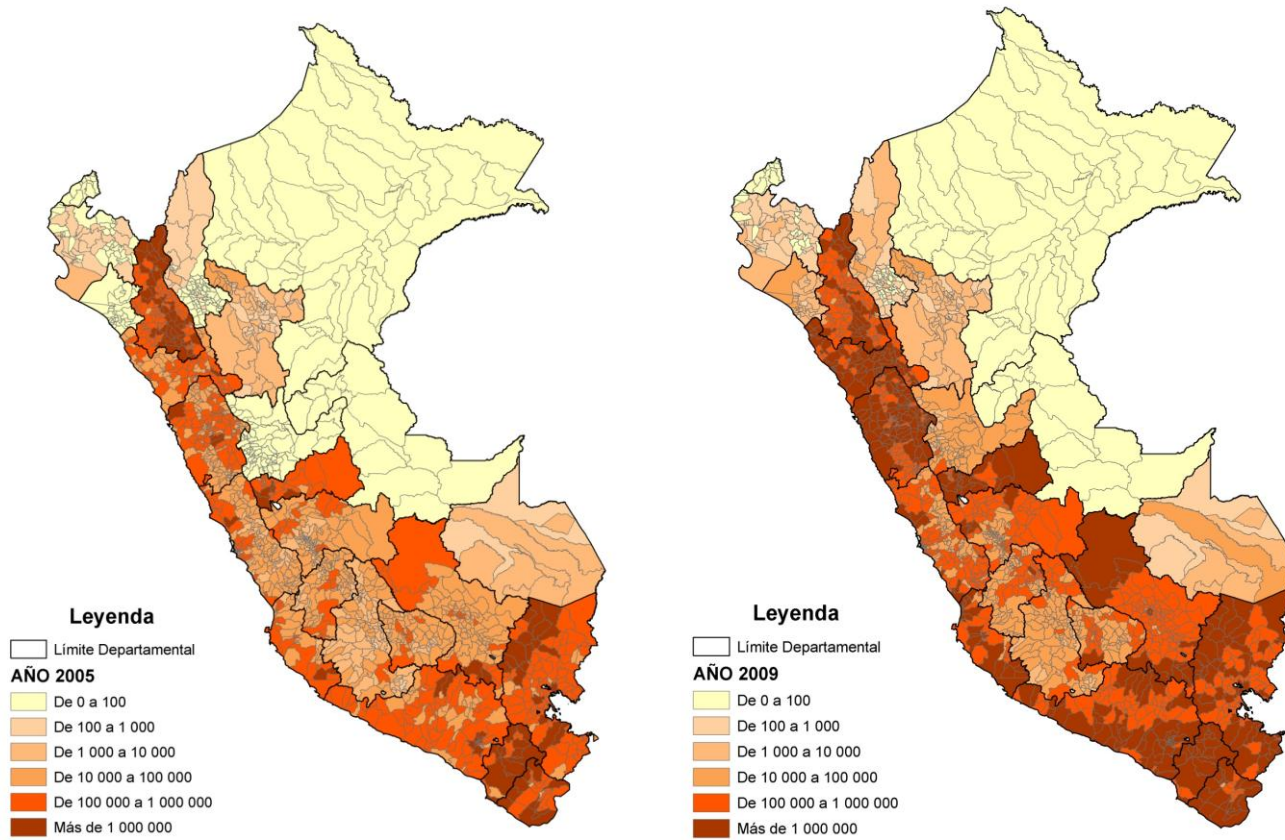 Leyenda
Límite Departamental
AÑO 2005
De 0 a 100
De 100 a 1 000
De 1 000 a 10 000
De 10 000 a 100 000
De 100 000 a 1 000 000
Más de 1 000 000
Leyenda
Límite Departamental
AÑO 2009
De 0 a 100
De 100 a 1 000
De 1 000 a 10 000
De 10 000 a 100 000
De 100 000 a 1 000 000
Más de 1 000 000